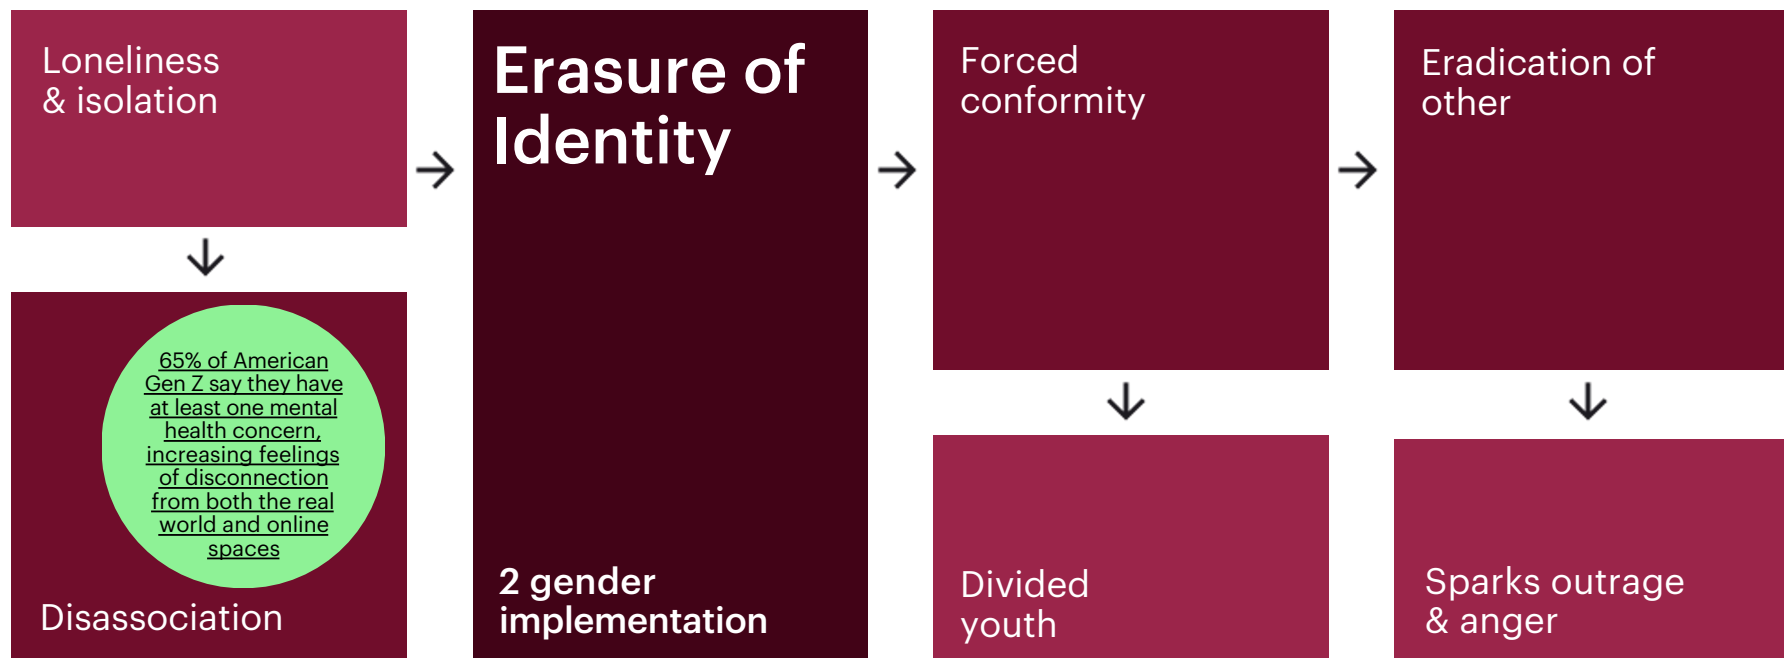 Loneliness
& isolation
65% of American
Gen Z say they have
at least one mental
health concern,
increasing feelings
of disconnection
from both the real
world and online
spaces
Disassociation
Erasure of
Identity
2 gender
implementation
Forced
conformity
Divided
youth
Eradication of
other
Sparks outrage
& anger